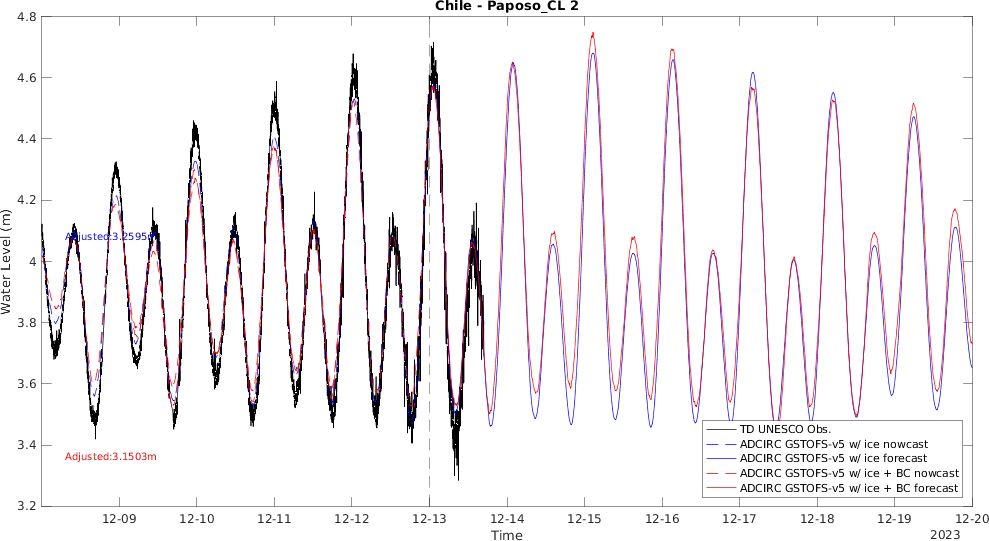 Chile - Paposo_CL 2
4.8
4.6
4.4
4.2
4
3.8
3.6
3.4
3.2
Water Level (m)
Adjusted:3.2595m
Adjusted:3.1503m
TD UNESCO Obs.
ADCIRC GSTOFS-v5 w/ ice nowcast
ADCIRC GSTOFS-v5 w/ ice forecast
ADCIRC GSTOFS-v5 w/ ice + BC nowcast
ADCIRC GSTOFS-v5 w/ ice + BC forecast
12-09 12-10 12-11 12-12 12-13 12-14 12-15 12-16 12-17 12-18 12-19 12-20
Time
2023